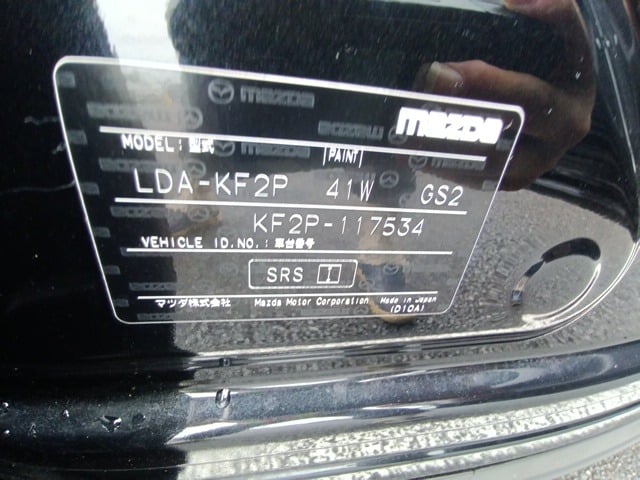 mazda
MODEL:型式 PAINT
LDA-KF2P 41W GS2
KF2P-117534
VEHICLE ID.NO.:車台番号
SRS I
マツダ株式会社 Mazda Motor Corporation Made in Japan
(D10A)